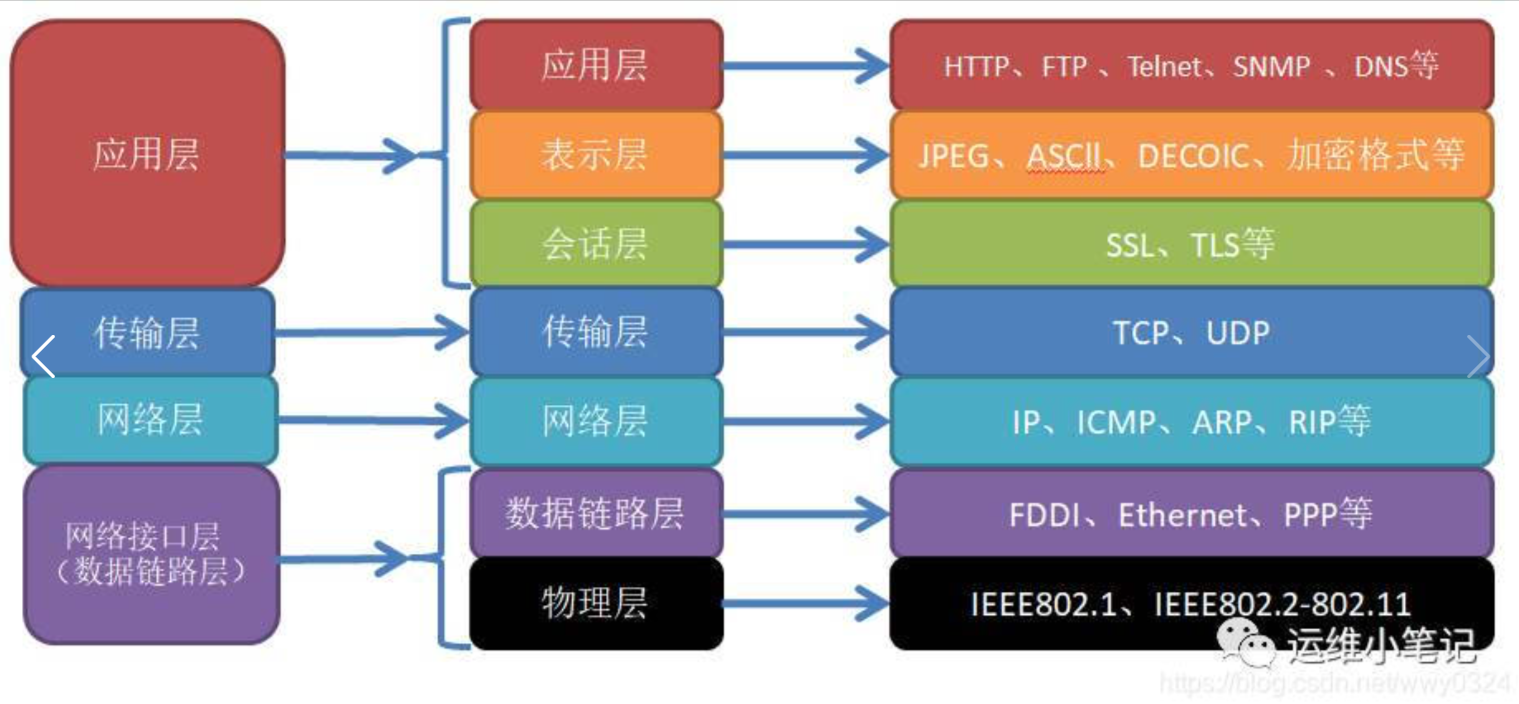 应用层
应用层
HTTP、FTP 、Telnet、SNMP 、DNS等
表示层
JPEG、ASCll、DECOIC、加密格式等
会话层
SSL、TLS等
传输层
传输层
TCP、UDP
网络层
网络层
IP、ICMP、ARP、RIP等
网络接口层
（数据链路层）
数据链路层
FDDI、Ethernet、PPP等
物理层
IEEE802.1、IEEE802.2-802.11
运维小笔记
https://blog.csdn.net/wwy0324